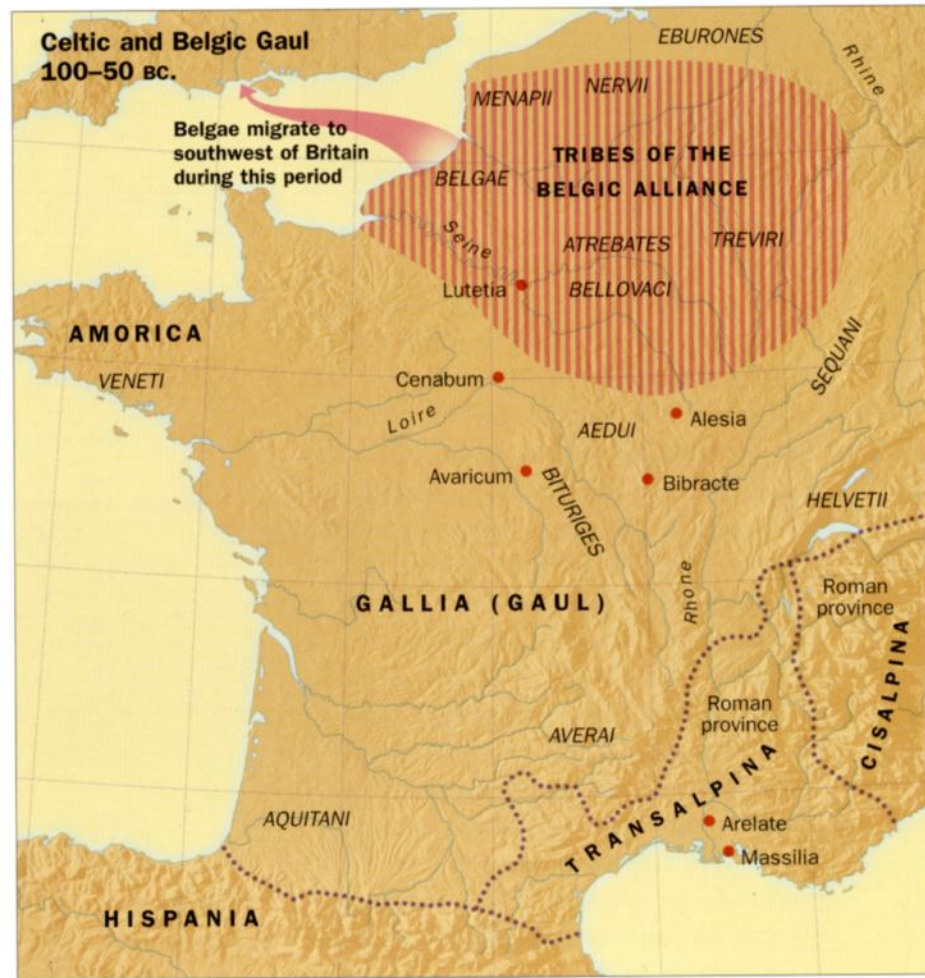 Celtic and Belgic Gaul
100–50 BC.
Belgae migrate to
southwest of Britain
during this period
EBURONES
Rhine
MENAPII
NERVII
TRIBES OF THE
BELGIC ALLIANCE
BELGAE
Seine
ATREBATES
TREVIRI
Lutetia
BELLOVACI
AMORICA
VENETI
SEQUANI
Cenabum
Loire
Alesia
AEDUI
Avaricum
BITURIGES
Bibracte
HELVETII
GALLIA (GAUL)
Rhone
Roman
province
CISALPINA
Roman
province
AVERAI
TRANSALPINA
AQUITANI
Arelate
Massilia
HISPANIA